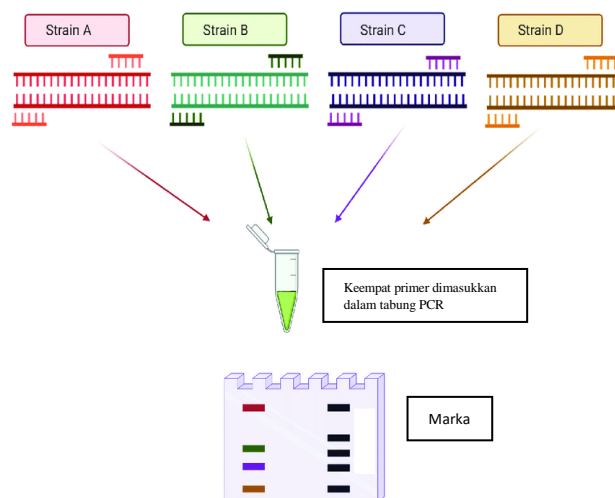 Strain A
Strain B
Strain C
Strain D
Keempat primer dimasukkan
dalam tabung PCR
Marka